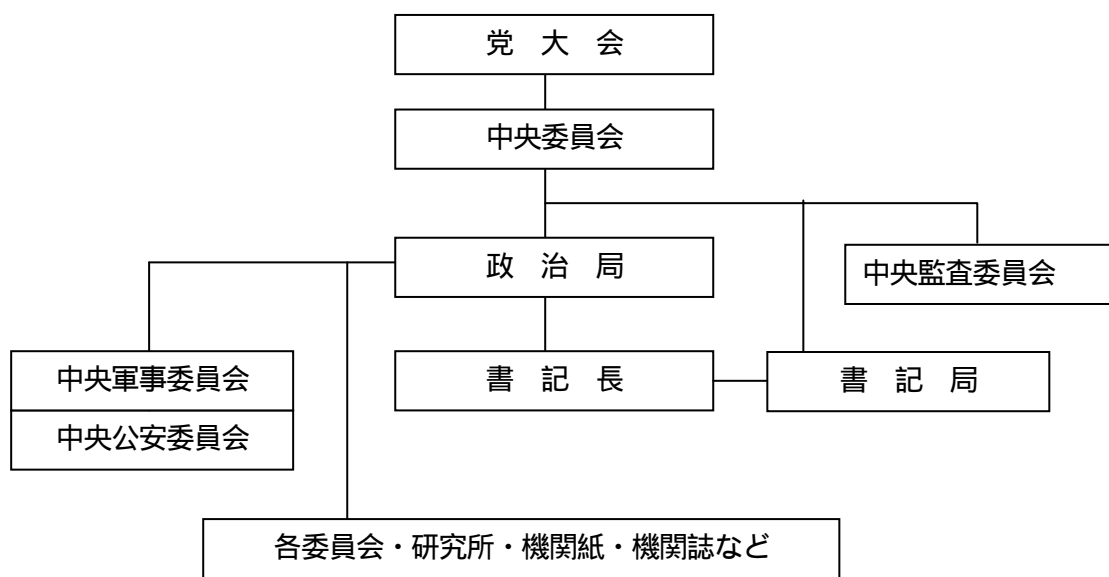 党　大　会
中央委員会
政　治　局
中央監査委員会
中央軍事委員会
書　記　長
書　記　局
中央公安委員会
各委員会・研究所・機関紙・機関誌など